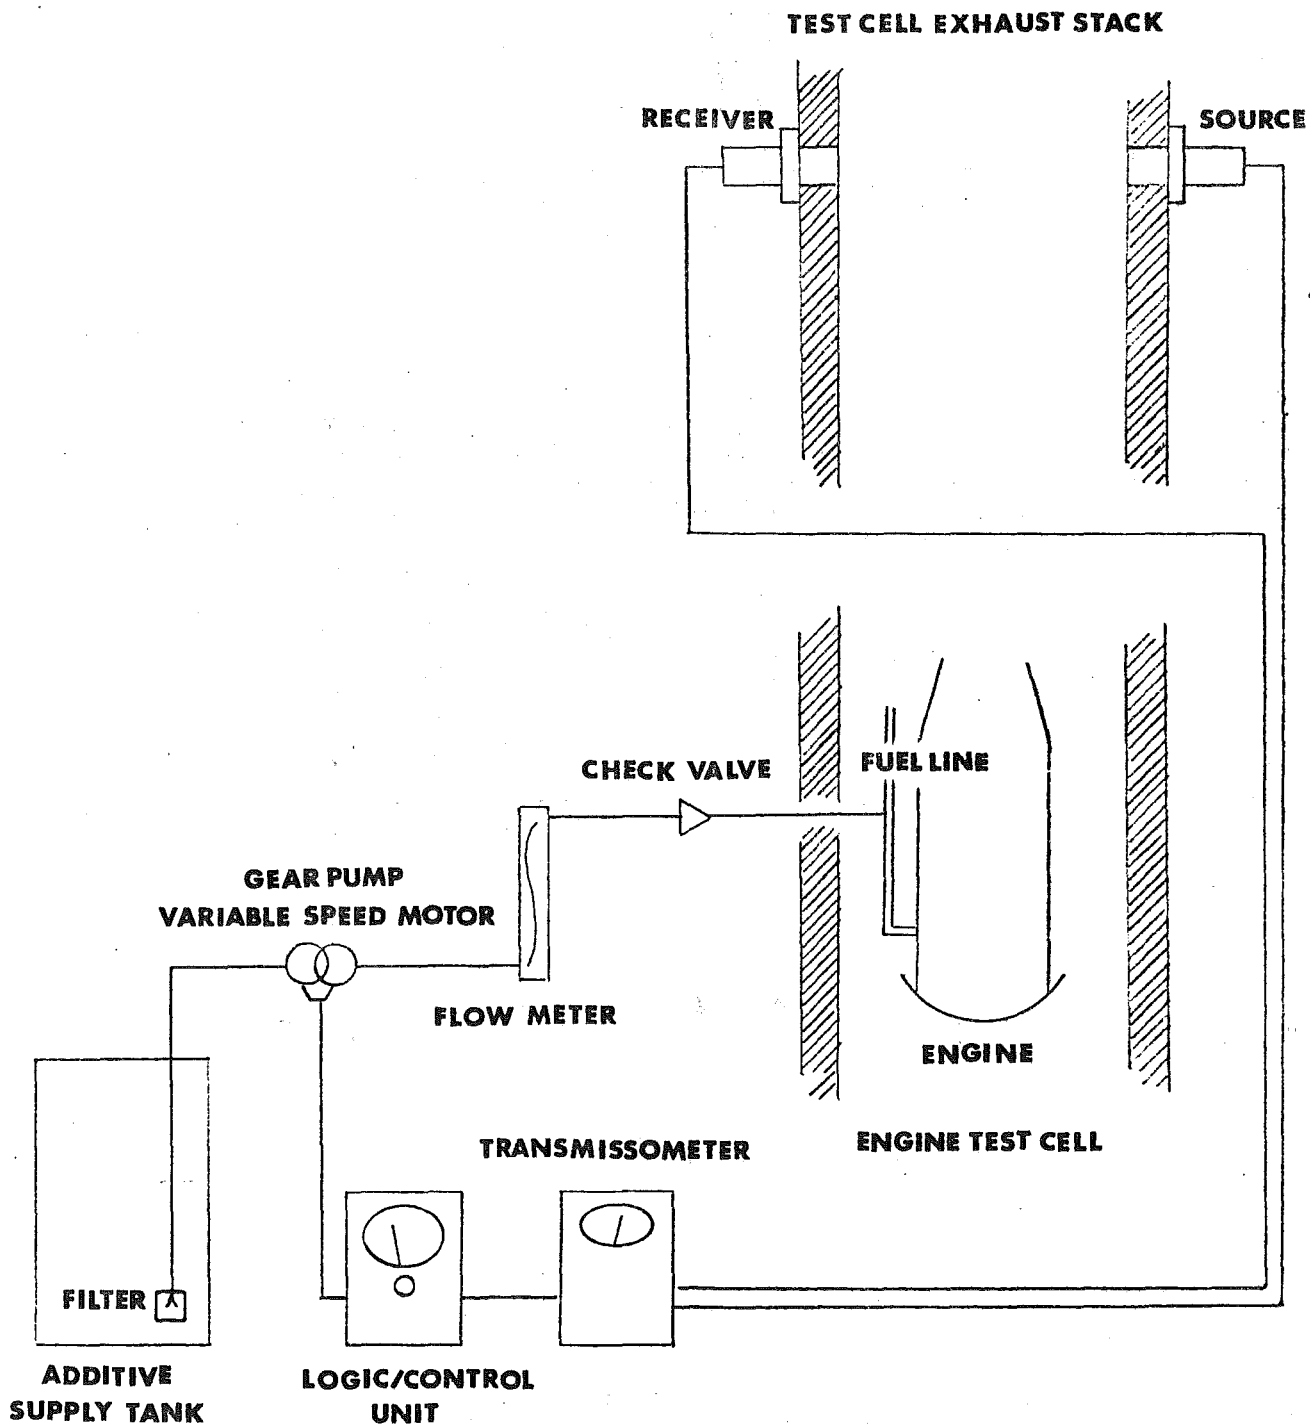 TEST CELL EXHAUST STACK
RECEIVER
SOURCE
CHECK VALVE
FUEL LINE
GEAR PUMP
VARIABLE SPEED MOTOR
FLOW METER
ENGINE
TRANSMISSOMETER
ENGINE TEST CELL
FILTER
ADDITIVE
SUPPLY TANK
LOGIC/CONTROL
UNIT